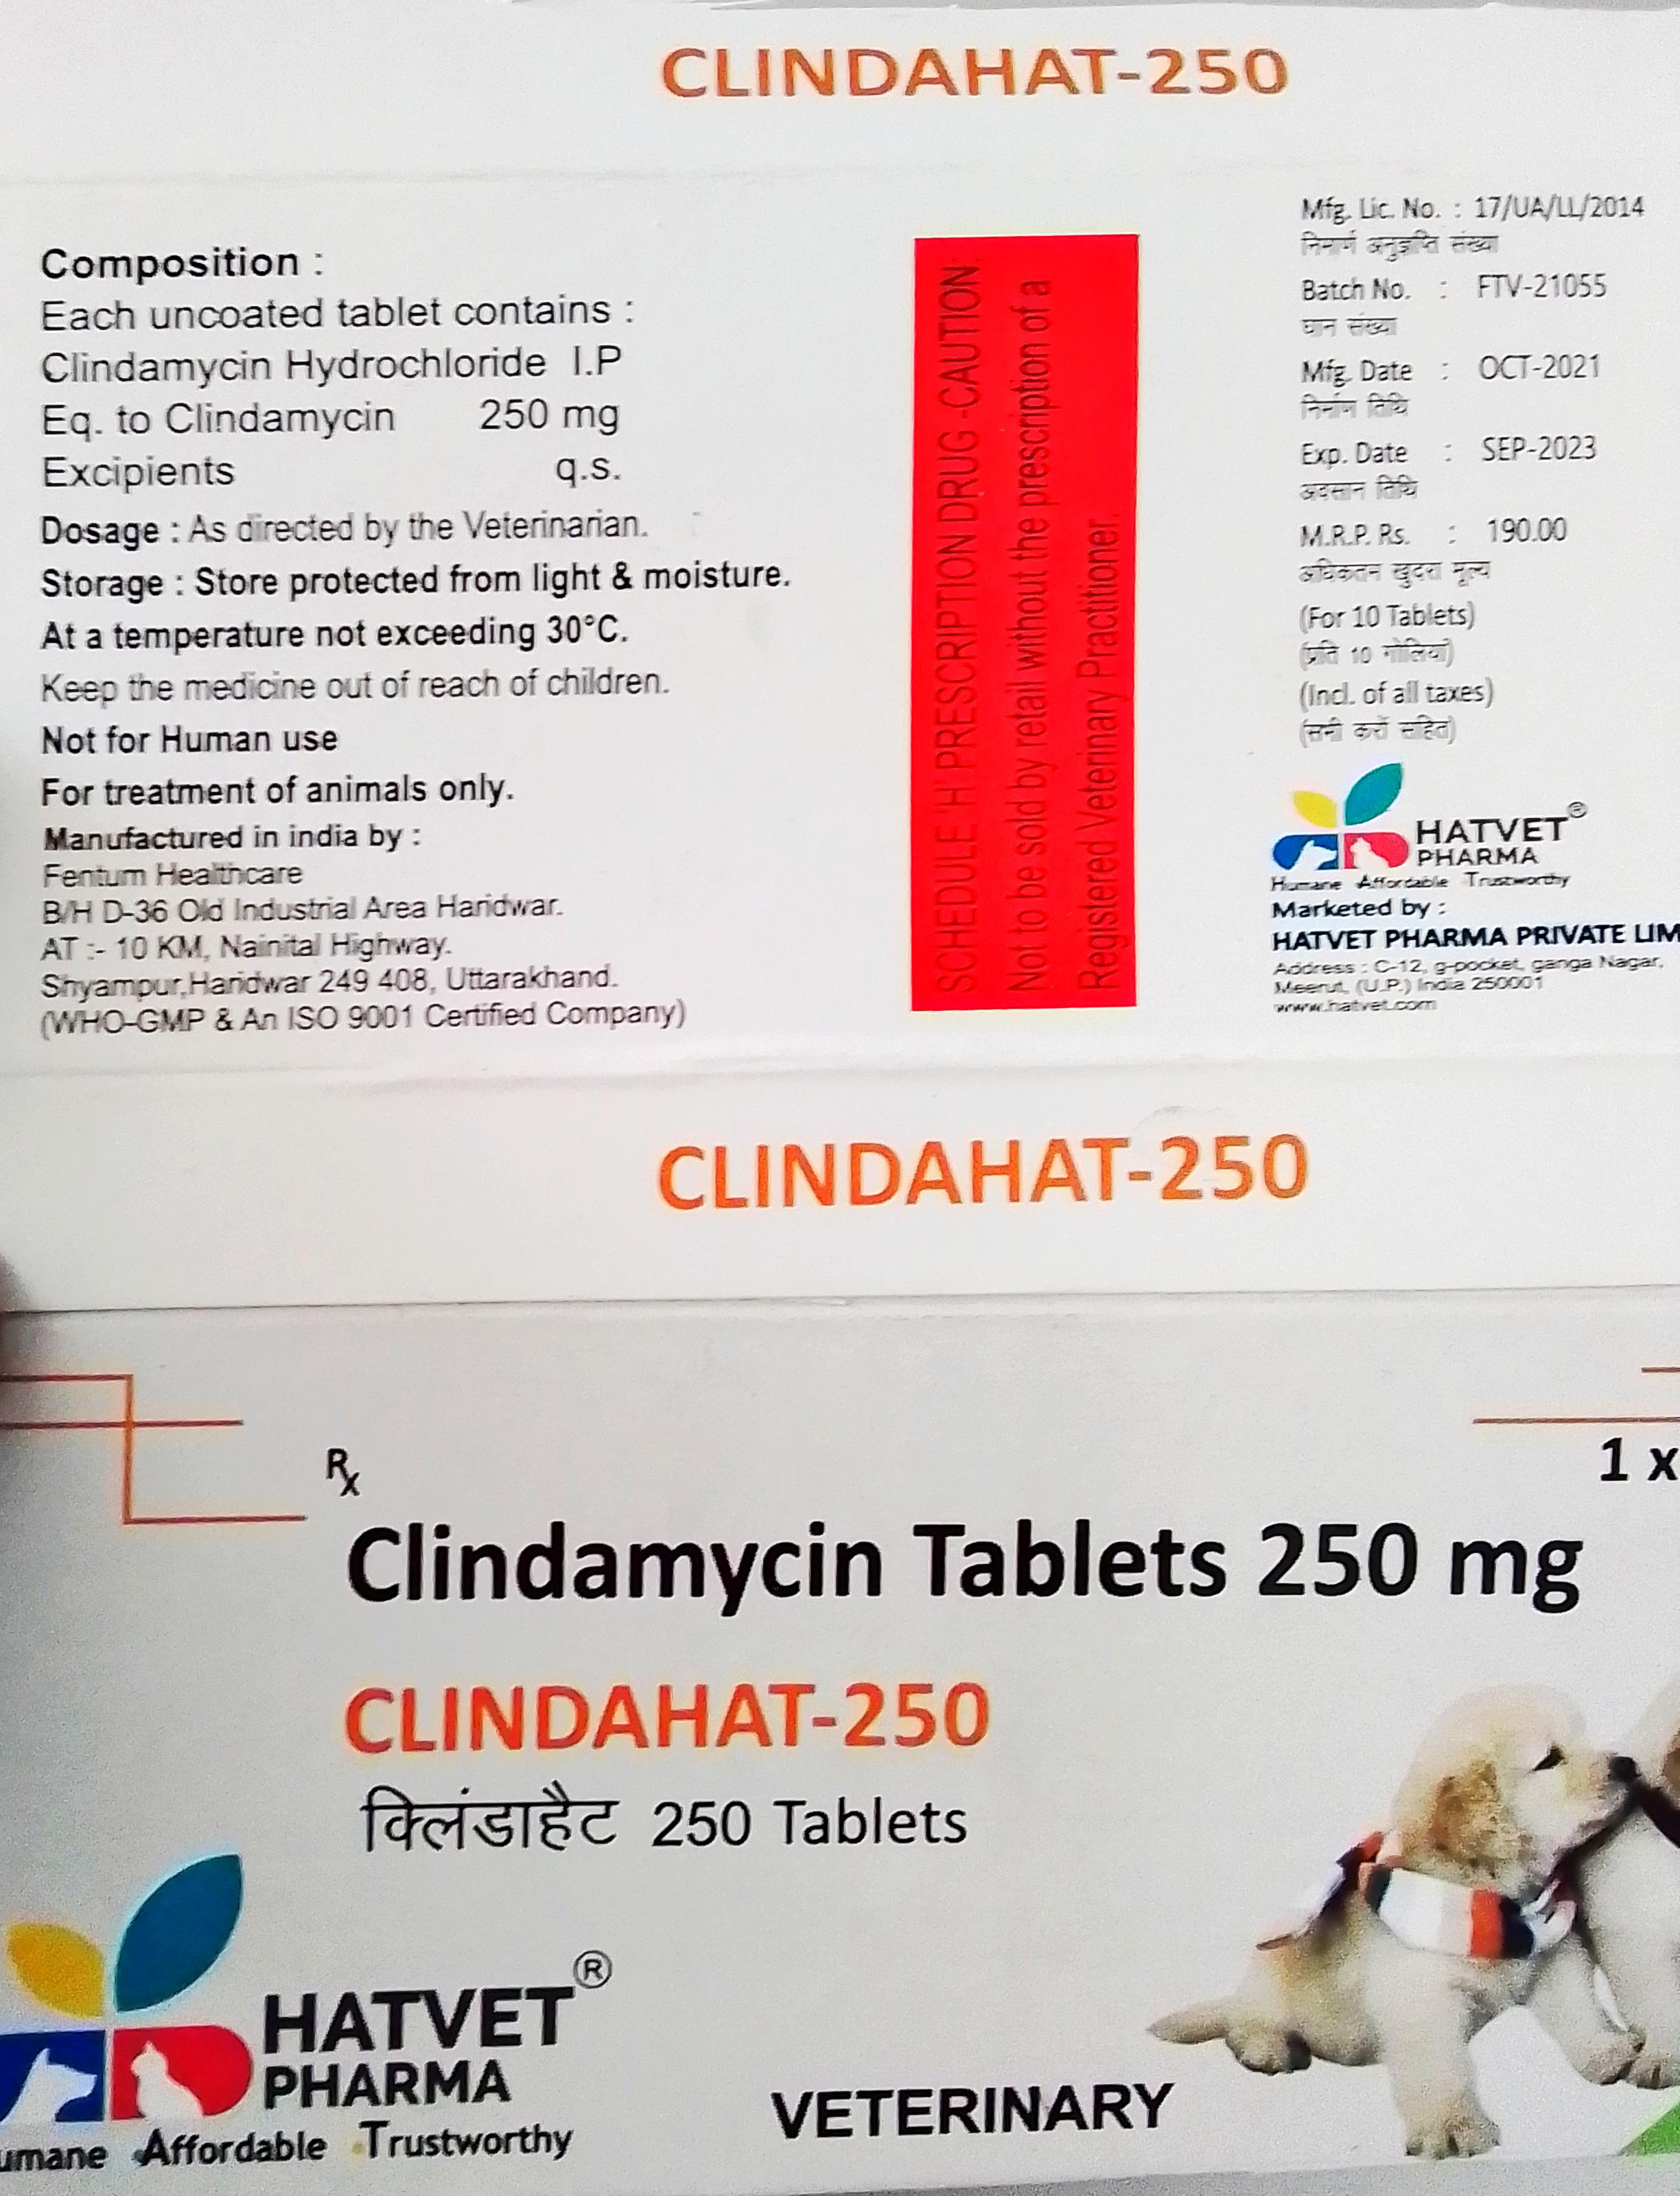 CLINDAHAT-250
Composition :
Each uncoated tablet contains :
Clindamycin Hydrochloride I.P
Eq. to Clindamycin 250 mg
Excipients q.s.
Dosage : As directed by the Veterinarian.
Storage : Store protected from light & moisture.
At a temperature not exceeding 30°C.
Keep the medicine out of reach of children.
Not for Human use
For treatment of animals only.
Manufactured in india by :
Fentum Healthcare
B/H D-36 Old Industrial Area Haridwar.
AT :- 10 KM, Nainital Highway.
Shyampur,Haridwar 249 408, Uttarakhand.
(WHO-GMP & An ISO 9001 Certified Company)
SCHEDULE 'H' PRESCRIPTION DRUG -CAUTION:
Not to be sold by retail without the prescription of a
Registered Veterinary Practitioner.
Mfg. Lic. No. : 17/UA/LL/2014
निमार्ण अनुज्ञप्ति संख्या
Batch No. : FTV-21055
घान संख्या
Mfg. Date : OCT-2021
निर्माण तिथि
Exp. Date : SEP-2023
अवसान तिथि
M.R.P. Rs. : 190.00
अधिकतन खुदरा मूल्य
(For 10 Tablets)
(प्रति 10 गोलियां)
(Incl. of all taxes)
(सभी करों सहित)
HATVET®
PHARMA
Humane Affordable Trustworthy
Marketed by :
HATVET PHARMA PRIVATE LIM
Address : C-12, g-pocket, ganga Nagar,
Meerut, (U.P.) India 250001
www.hatvet.com
CLINDAHAT-250
Rx
1 x
Clindamycin Tablets 250 mg
CLINDAHAT-250
क्लिंडाहैट 250 Tablets
HATVET®
PHARMA
umane Affordable Trustworthy
VETERINARY